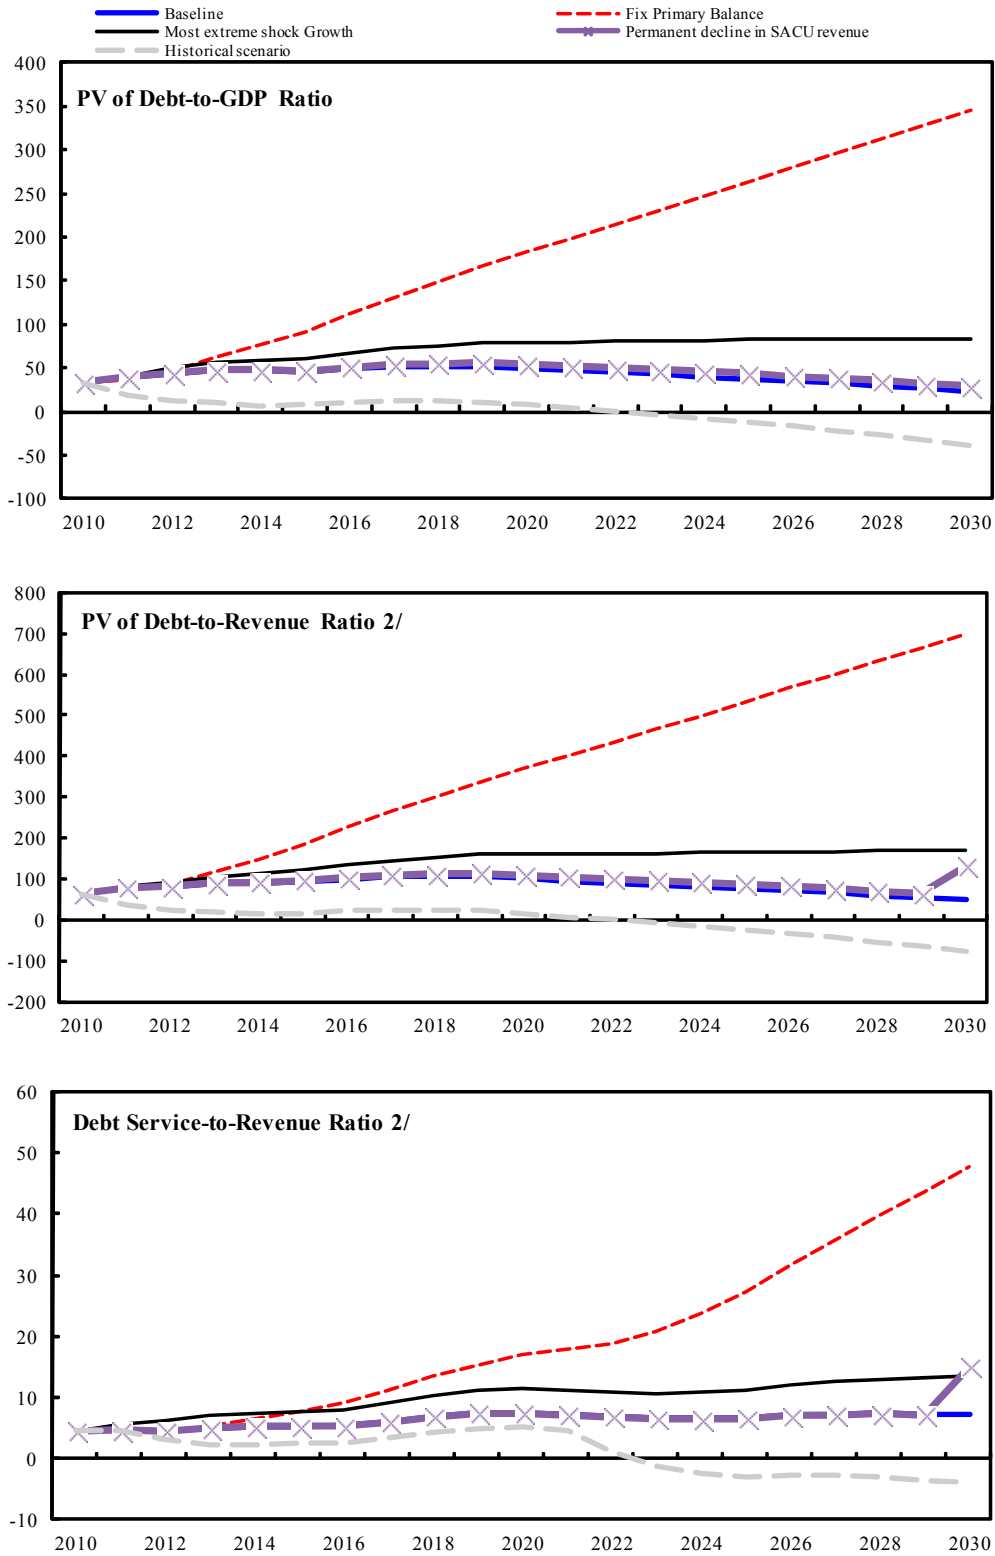 Baseline
Fix Primary Balance
Most extreme shock Growth
Permanent decline in SACU revenue
Historical scenario
PV of Debt-to-GDP Ratio
400
350
300
250
200
150
100
50
0
-50
-100
2010 2012 2014 2016 2018 2020 2022 2024 2026 2028 2030
PV of Debt-to-Revenue Ratio 2/
800
700
600
500
400
300
200
100
0
-100
-200
2010 2012 2014 2016 2018 2020 2022 2024 2026 2028 2030
Debt Service-to-Revenue Ratio 2/
60
50
40
30
20
10
0
-10
2010 2012 2014 2016 2018 2020 2022 2024 2026 2028 2030